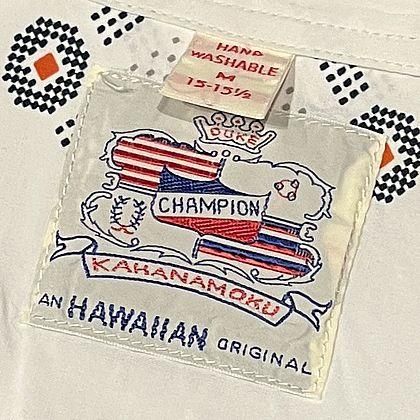 HAND
WASHABLE
M
15-15½
DUKE
CHAMPION
KAHANAMOKU
AN HAWAIIAN ORIGINAL